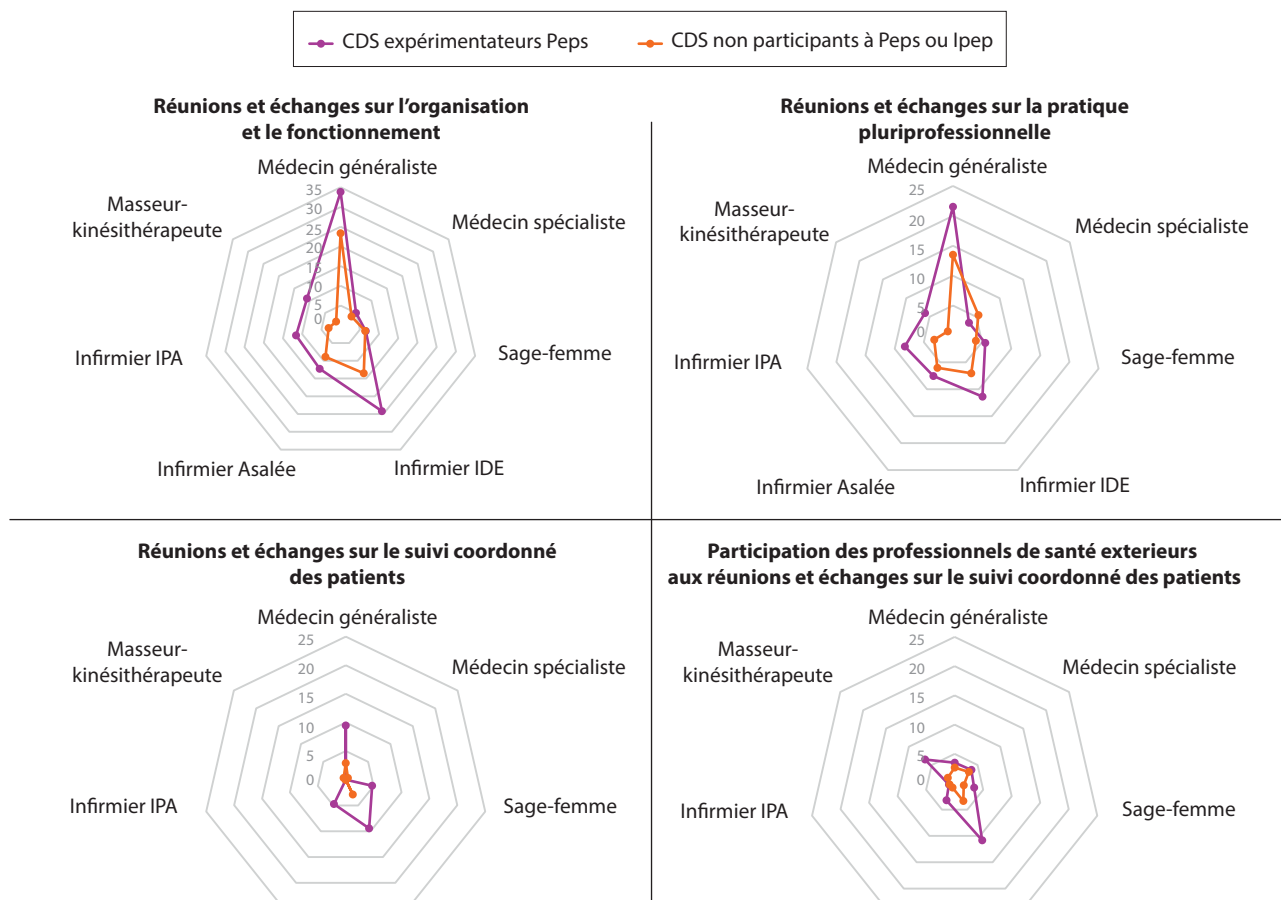 CDS expérimentateurs Peps
CDS non participants à Peps ou Ipep
Réunions et échanges sur l'organisation
et le fonctionnement
Médecin généraliste
Médecin spécialiste
Sage-femme
Infirmier IDE
Infirmier Asalée
Infirmier IPA
Masseur-
kinésithérapeute
35
30
25
20
15
10
5
0
Réunions et échanges sur la pratique
pluriprofessionnelle
Médecin généraliste
Médecin spécialiste
Sage-femme
Infirmier IDE
Infirmier Asalée
Infirmier IPA
Masseur-
kinésithérapeute
25
20
15
10
5
0
Réunions et échanges sur le suivi coordonné
des patients
Médecin généraliste
Médecin spécialiste
Sage-femme
Infirmier IPA
Masseur-
kinésithérapeute
25
20
15
10
5
0
Participation des professionnels de santé exterieurs
aux réunions et échanges sur le suivi coordonné des patients
Médecin généraliste
Médecin spécialiste
Sage-femme
Infirmier IPA
Masseur-
kinésithérapeute
25
20
15
10
5
0